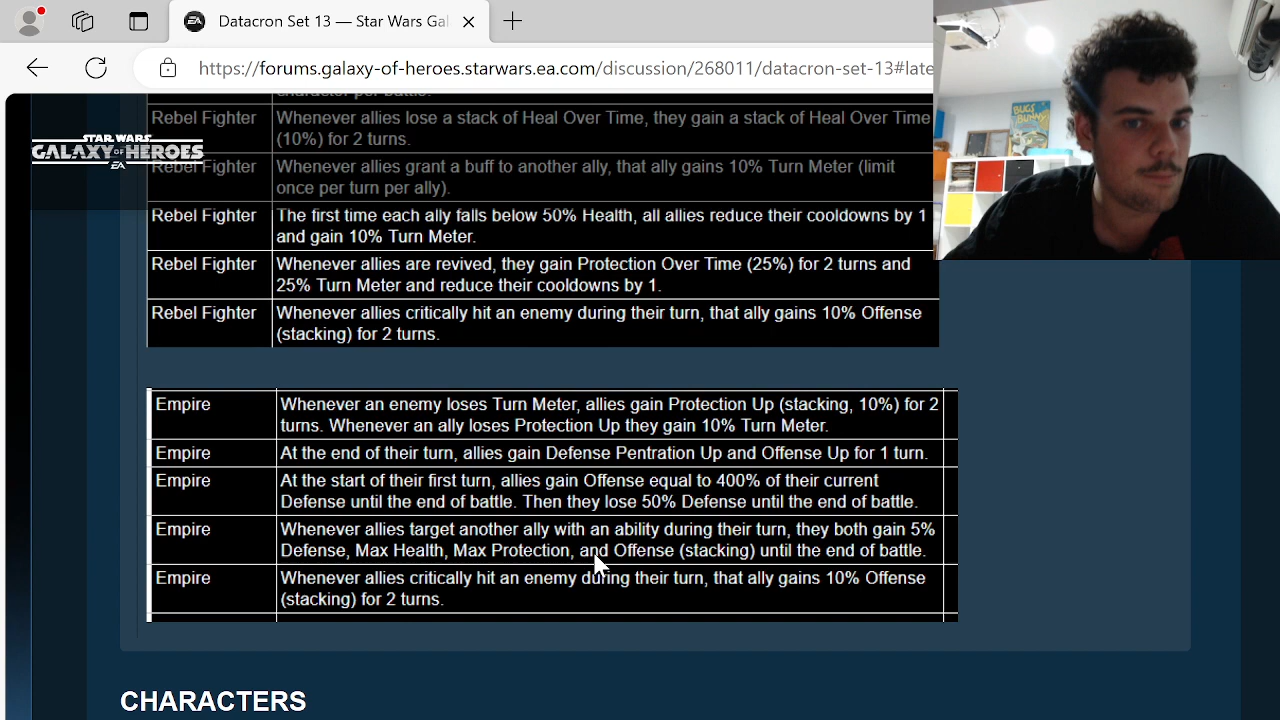 Datacron Set 13 — Star Wars Gal
https://forums.galaxy-of-heroes.starwars.ea.com/discussion/268011/datacron-set-13#late
BUGS
BUNNY
STAR WARS
GALAXY OF HEROES
EA
character per battle.
Rebel Fighter Whenever allies lose a stack of Heal Over Time, they gain a stack of Heal Over Time
(10%) for 2 turns.
Rebel Fighter Whenever allies grant a buff to another ally, that ally gains 10% Turn Meter (limit
once per turn per ally).
Rebel Fighter The first time each ally falls below 50% Health, all allies reduce their cooldowns by 1
and gain 10% Turn Meter.
Rebel Fighter Whenever allies are revived, they gain Protection Over Time (25%) for 2 turns and
25% Turn Meter and reduce their cooldowns by 1.
Rebel Fighter Whenever allies critically hit an enemy during their turn, that ally gains 10% Offense
(stacking) for 2 turns.
Empire Whenever an enemy loses Turn Meter, allies gain Protection Up (stacking, 10%) for 2
turns. Whenever an ally loses Protection Up they gain 10% Turn Meter.
Empire At the end of their turn, allies gain Defense Pentration Up and Offense Up for 1 turn.
Empire At the start of their first turn, allies gain Offense equal to 400% of their current
Defense until the end of battle. Then they lose 50% Defense until the end of battle.
Empire Whenever allies target another ally with an ability during their turn, they both gain 5%
Defense, Max Health, Max Protection, and Offense (stacking) until the end of battle.
Empire Whenever allies critically hit an enemy during their turn, that ally gains 10% Offense
(stacking) for 2 turns.
CHARACTERS